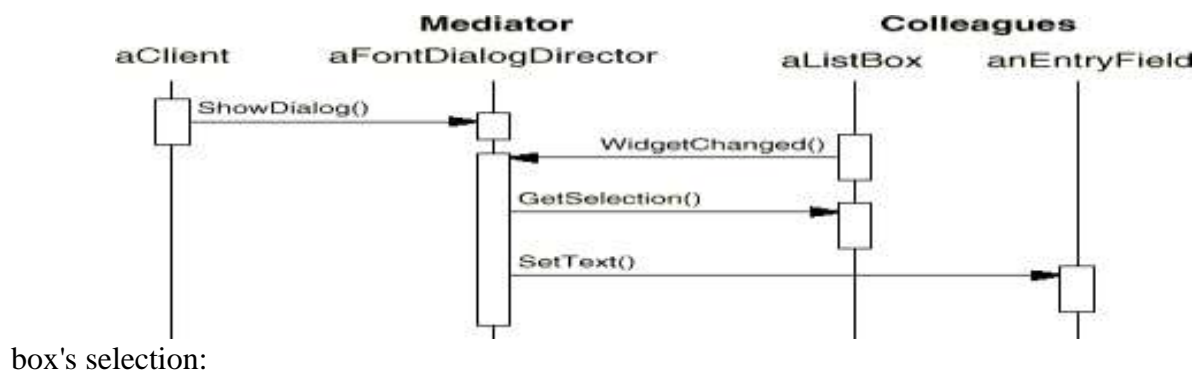 Mediator Colleagues
aClient aFontDialogDirector aListBox anEntryField
ShowDialog()
WidgetChanged()
GetSelection()
SetText()
box's selection: